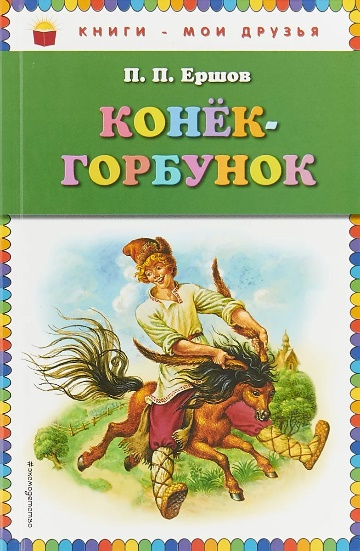 КНИГИ - МОИ ДРУЗЬЯ
П. П. Ершов
КОНЁК-
ГОРБУНОК
#эксмодетство